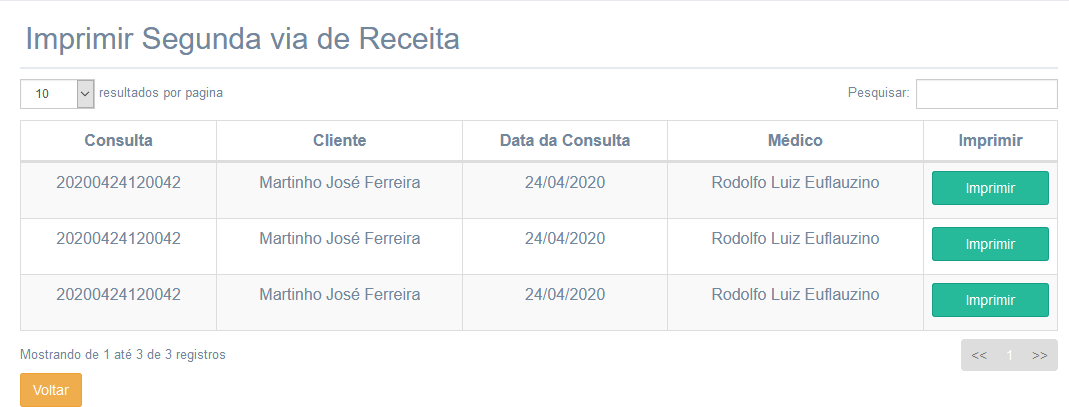 Imprimir Segunda via de Receita
10 resultados por pagina Pesquisar:
Consulta Cliente Data da Consulta Médico Imprimir
20200424120042 Martinho José Ferreira 24/04/2020 Rodolfo Luiz Euflauzino Imprimir
20200424120042 Martinho José Ferreira 24/04/2020 Rodolfo Luiz Euflauzino Imprimir
20200424120042 Martinho José Ferreira 24/04/2020 Rodolfo Luiz Euflauzino Imprimir
Mostrando de 1 até 3 de 3 registros << 1 >>
Voltar